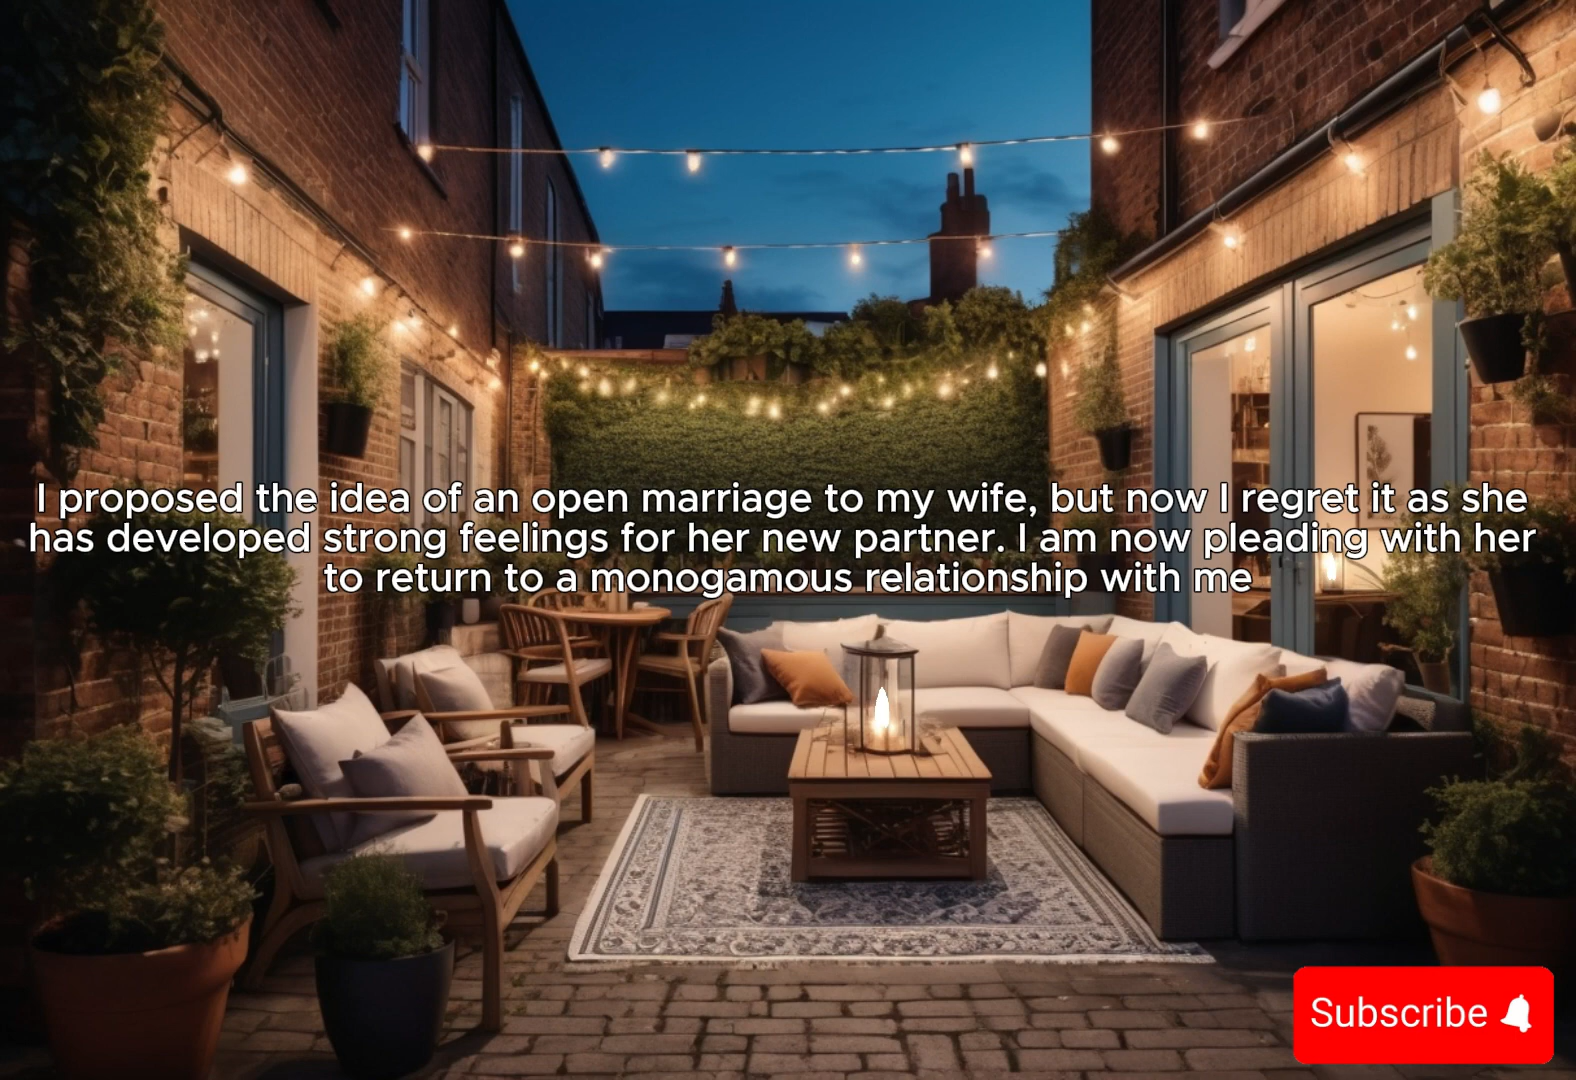 I proposed the idea of an open marriage to my wife, but now I regret it as she
has developed strong feelings for her new partner. I am now pleading with her
to return to a monogamous relationship with me
Subscribe